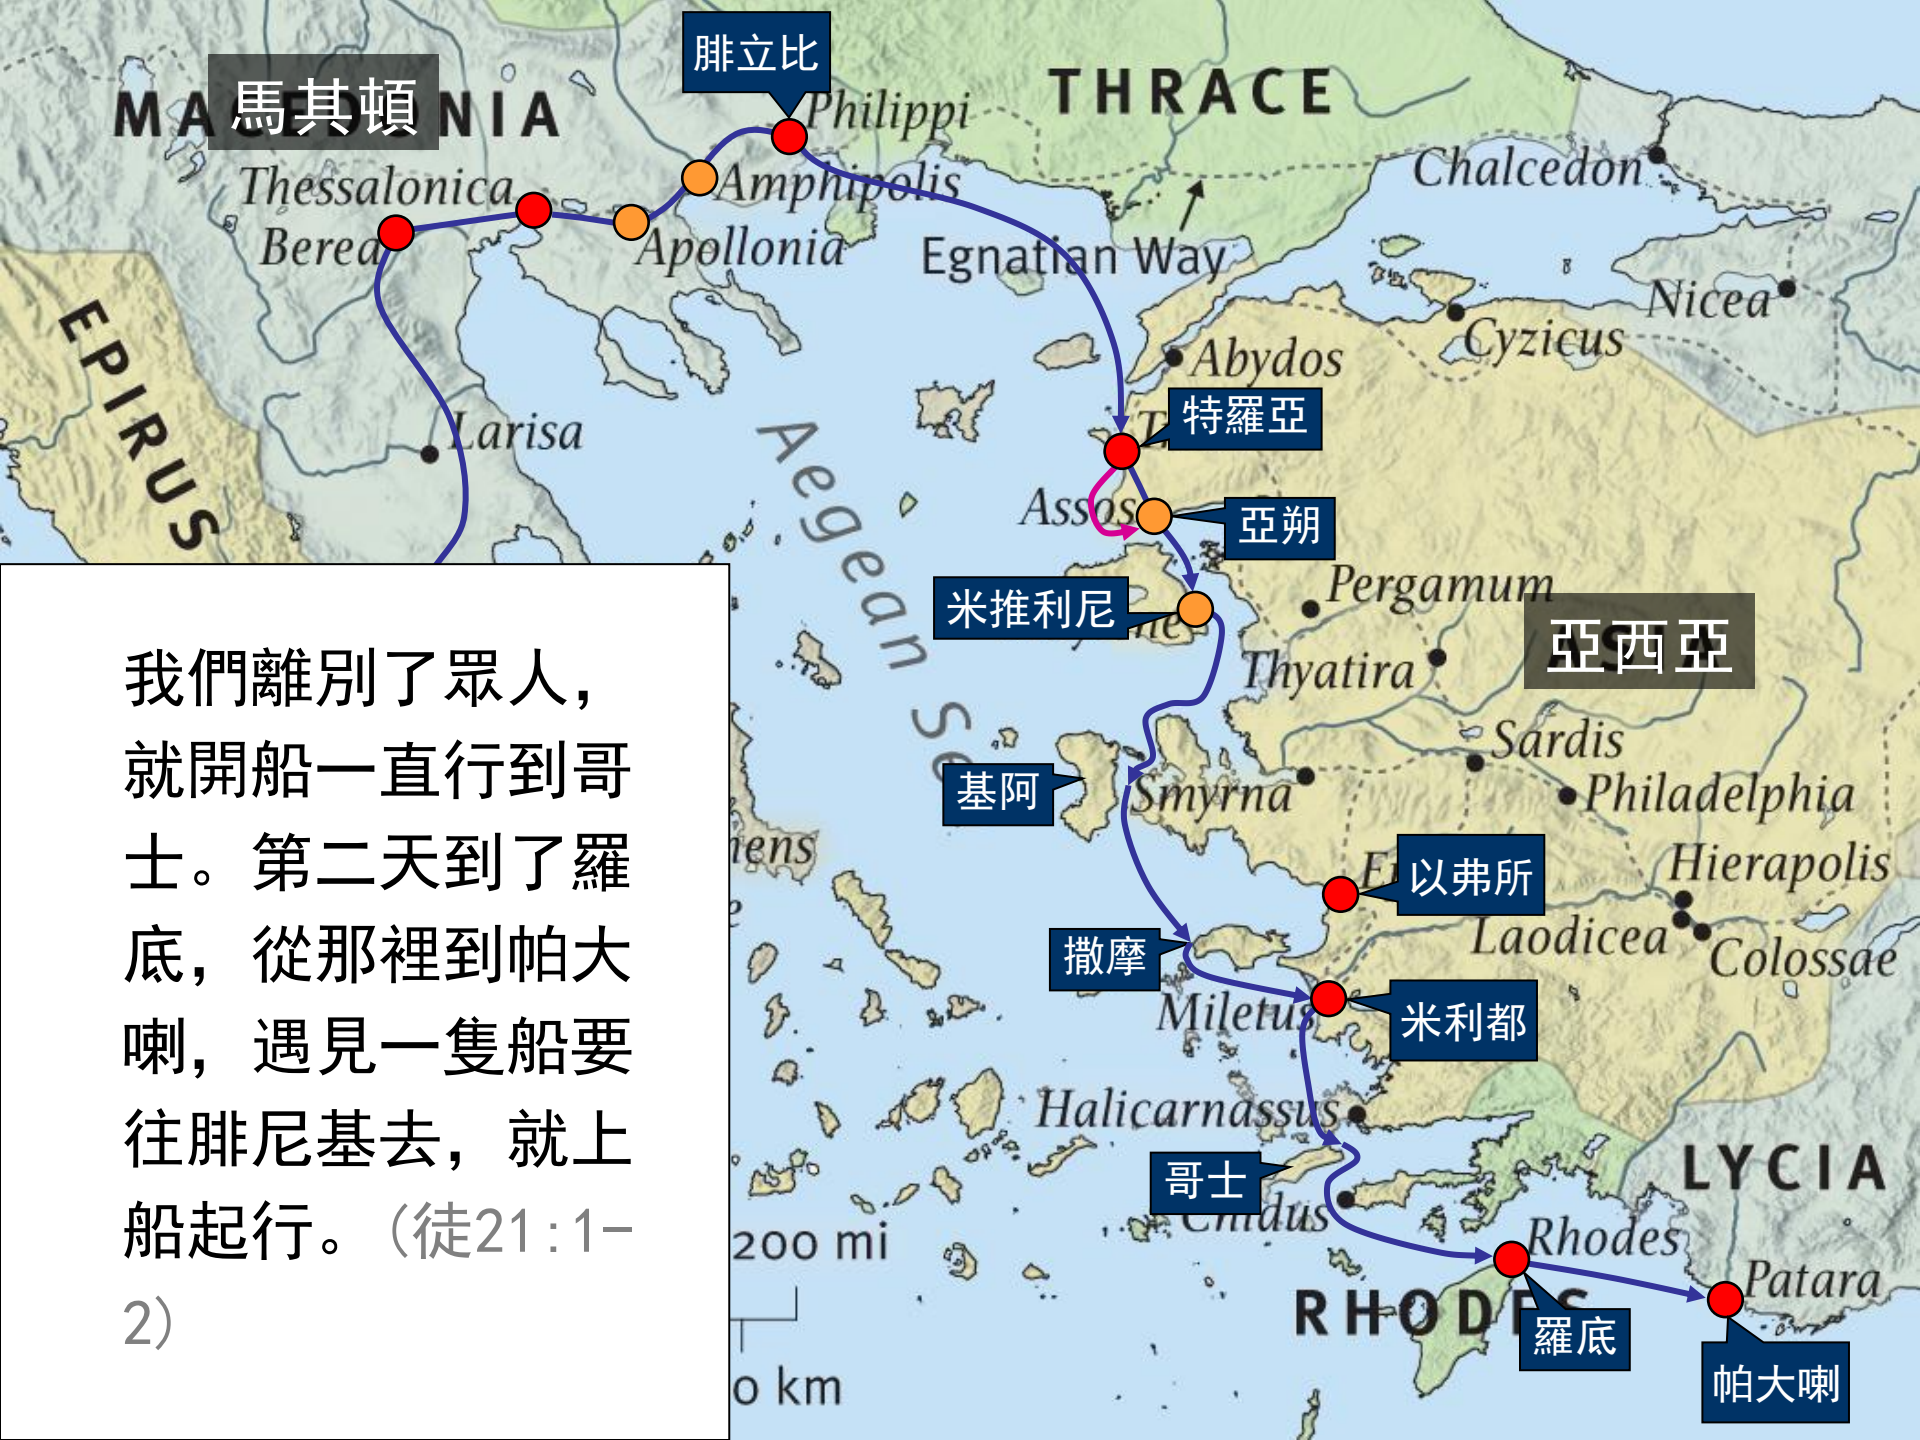 腓立比
THRACE
馬其頓
MACEDONIA
Philippi
Chalcedon
Thessalonica
Amphipolis
Berea
Apollonia
Egnatian Way
Nicea
EPIRUS
Cyzicus
Abydos
特羅亞
Larisa
Aegean Se
Assos
亞朔
Pergamum
米推利尼
ne
亞西亞
ASIA
Thyatira
Sardis
基阿
Smyrna
Philadelphia
ens
Hierapolis
以弗所
E
撒摩
Laodicea
Colossae
Miletus
米利都
Halicarnassus
LYCIA
哥士
Cnidus
Rhodes
200 mi
RHODES
Patara
羅底
帕大喇
0 km
我們離別了眾人，
就開船一直行到哥
士。第二天到了羅
底，從那裡到帕大
喇，遇見一隻船要
往腓尼基去，就上
船起行。(徒21:1-
2)